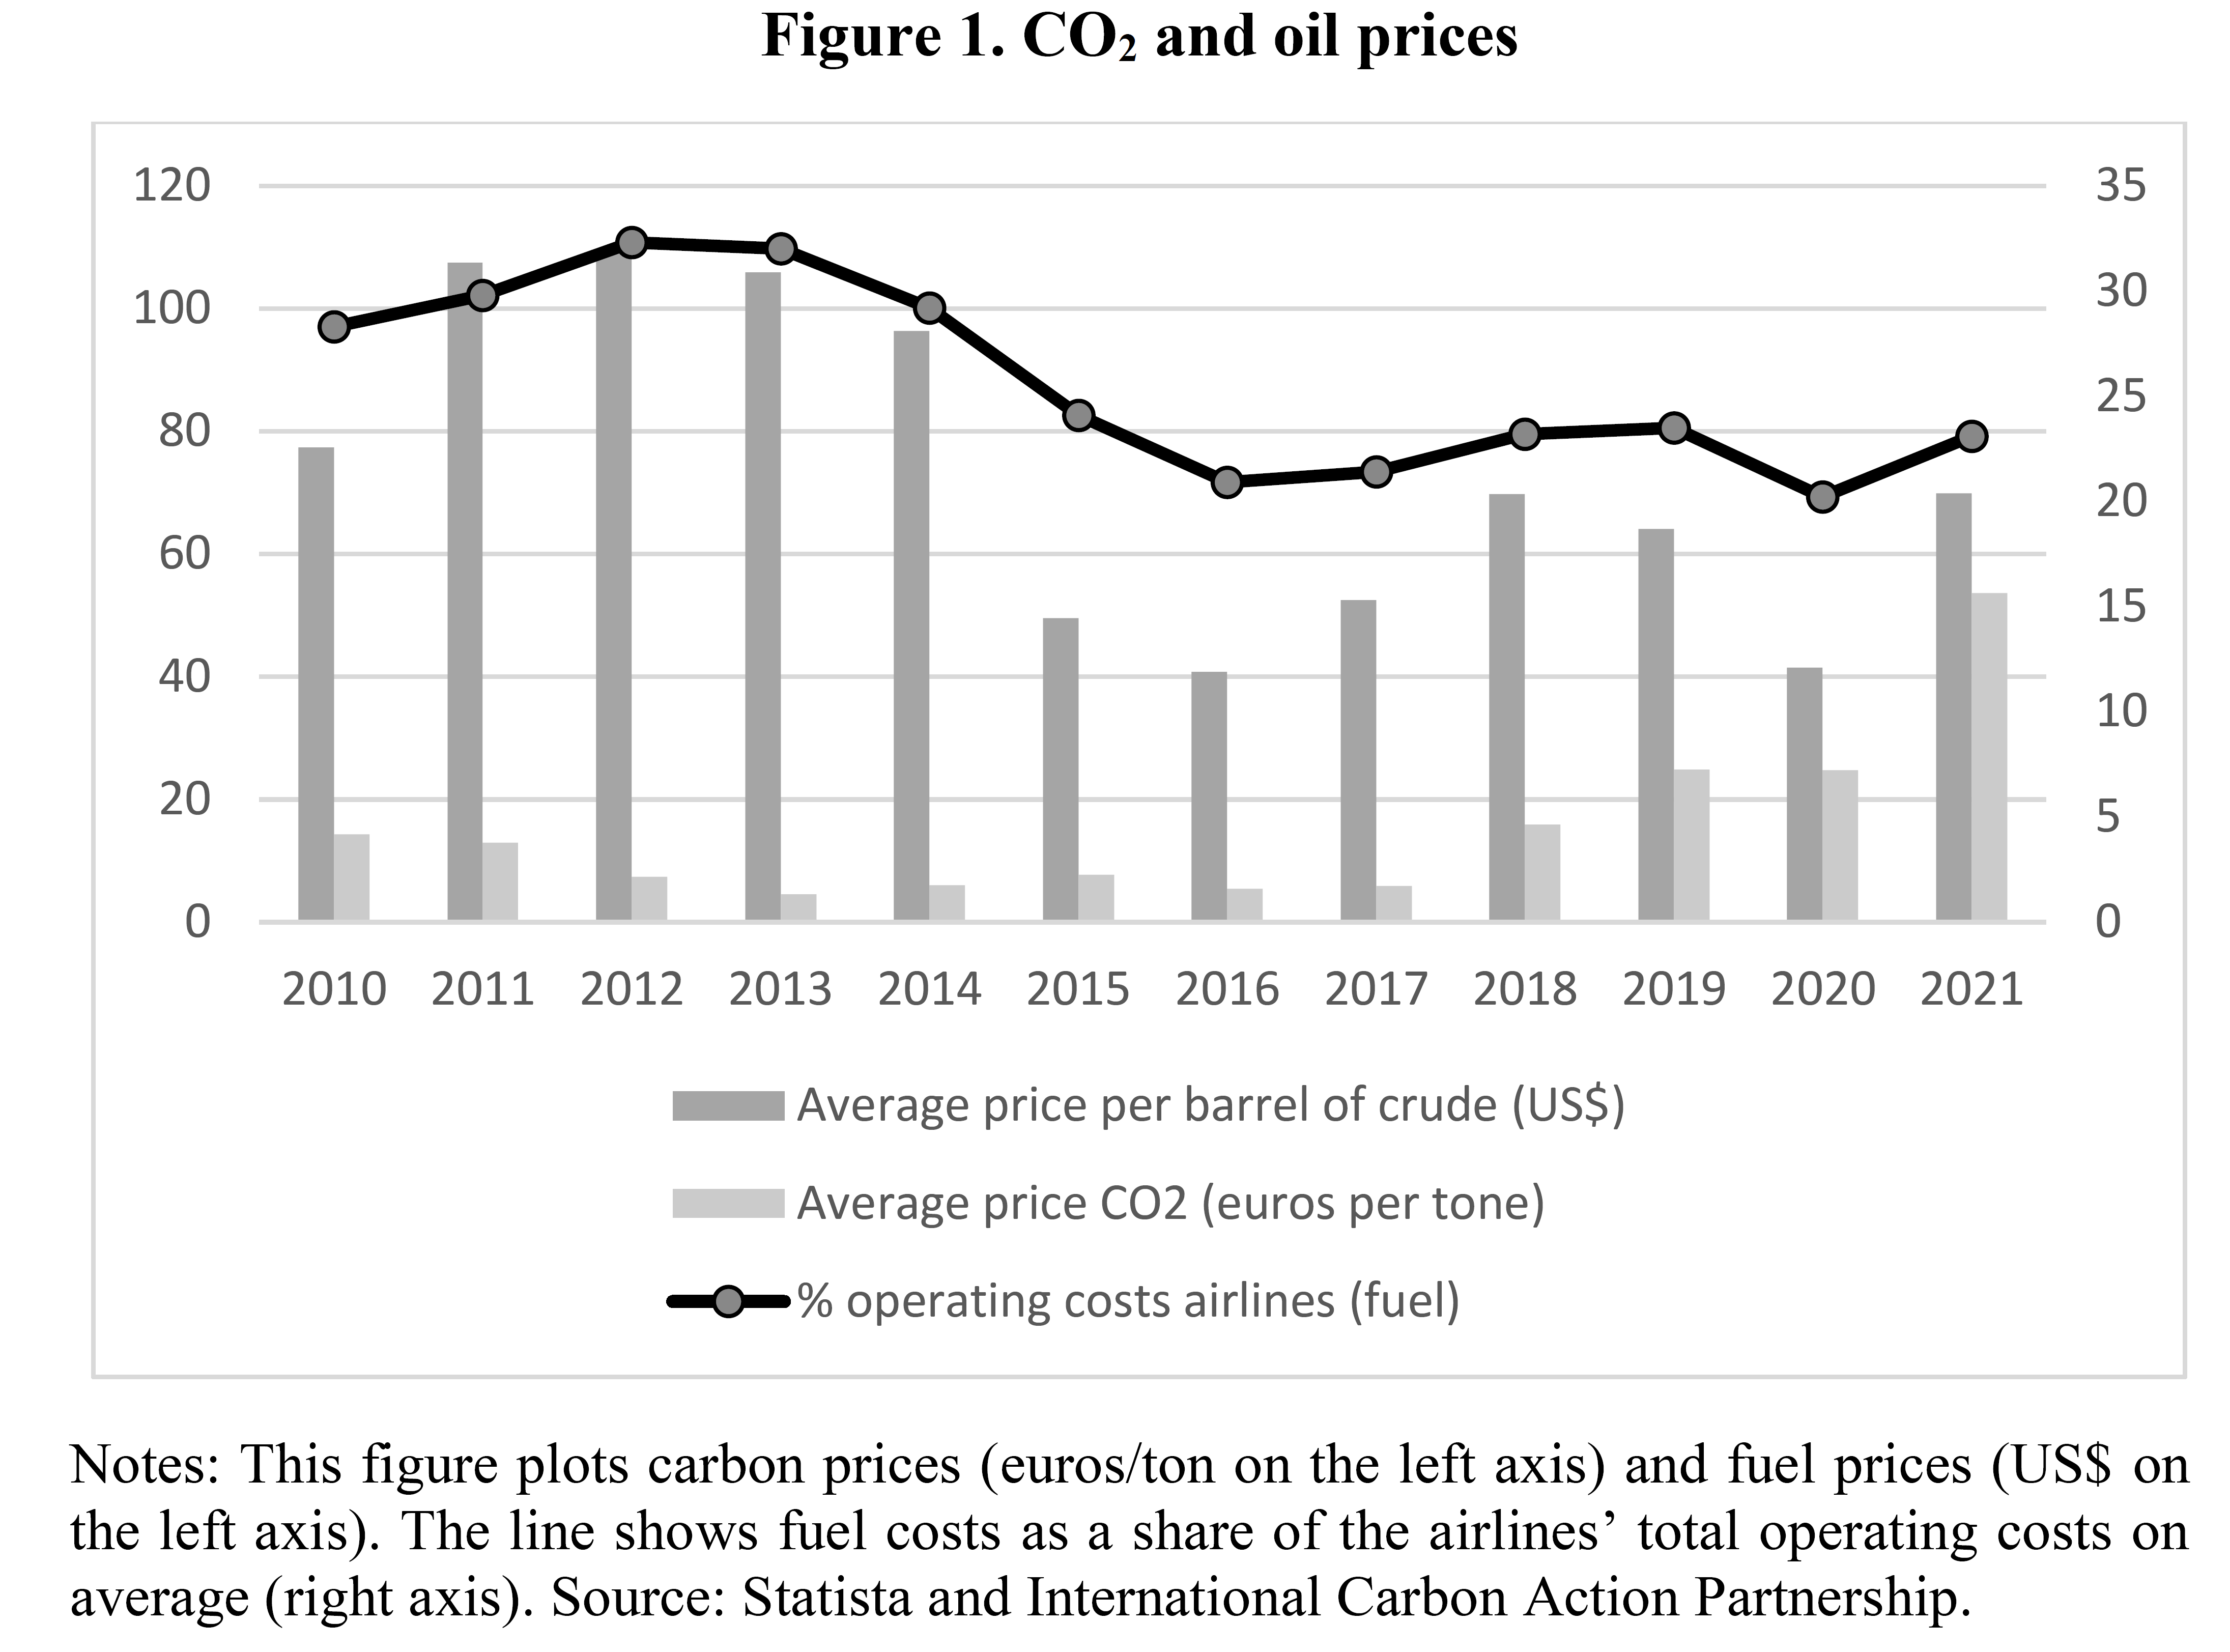 Figure 1. CO₂ and oil prices
120
100
80
60
40
20
0
35
30
25
20
15
10
5
0
2010 2011 2012 2013 2014 2015 2016 2017 2018 2019 2020 2021
Average price per barrel of crude (US$)
Average price CO2 (euros per tone)
% operating costs airlines (fuel)
Notes: This figure plots carbon prices (euros/ton on the left axis) and fuel prices (US$ on
the left axis). The line shows fuel costs as a share of the airlines’ total operating costs on
average (right axis). Source: Statista and International Carbon Action Partnership.